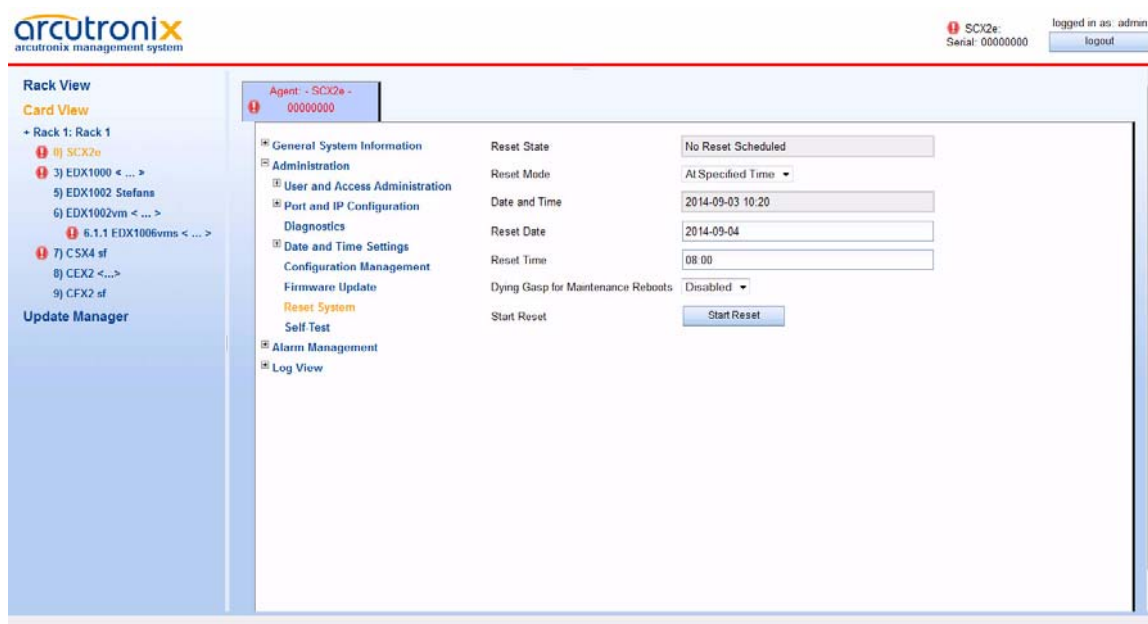 arcutronix
arcutronix management system
SCX2e:
Serial: 00000000
logged in as: admin
logout
Rack View
Card View
+ Rack 1: Rack 1
0) SCX2e
3) EDX1000 < ... >
5) EDX1002 Stefans
6) EDX1002vm < ... >
6.1.1 EDX1006vms < ... >
7) CSX4 sf
8) CEX2 <...>
9) CFX2 sf
Update Manager
Agent: - SCX2e -
00000000
General System Information
Administration
User and Access Administration
Port and IP Configuration
Diagnostics
Date and Time Settings
Configuration Management
Firmware Update
Reset System
Self-Test
Alarm Management
Log View
Reset State No Reset Scheduled
Reset Mode At Specified Time
Date and Time 2014-09-03 10:20
Reset Date 2014-09-04
Reset Time 08:00
Dying Gasp for Maintenance Reboots Disabled
Start Reset Start Reset